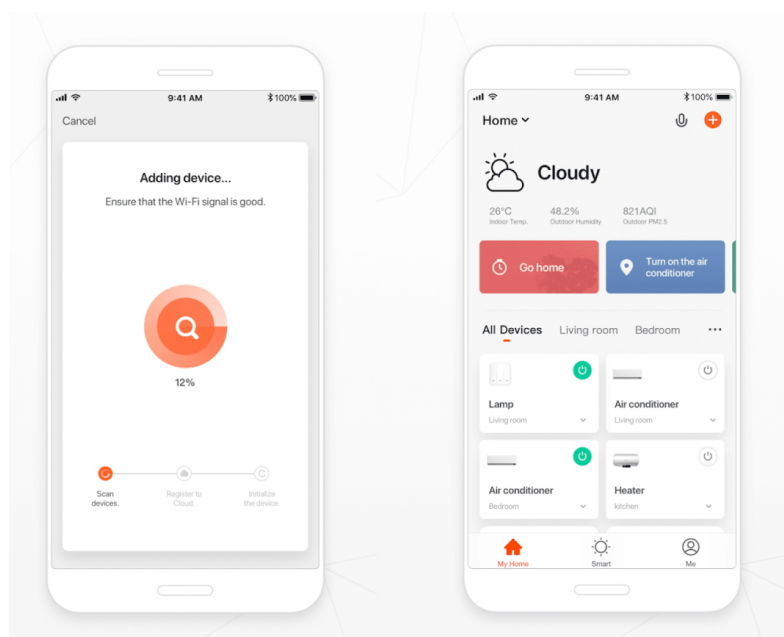 9:41 AM
100%
Cancel
Adding device...
Ensure that the Wi-Fi signal is good.
12%
Scan
devices.
Register to
Cloud.
Initialize
the device.
9:41 AM
100%
Home
Cloudy
26°C
Indoor Temp.
48.2%
Outdoor Humidity
821AQI
Outdoor PM2.5
Go home
Turn on the air
conditioner
All Devices
Living room
Bedroom
...
Lamp
Living room
Air conditioner
Living room
Air conditioner
Bedroom
Heater
kitchen
My Home
Smart
Me